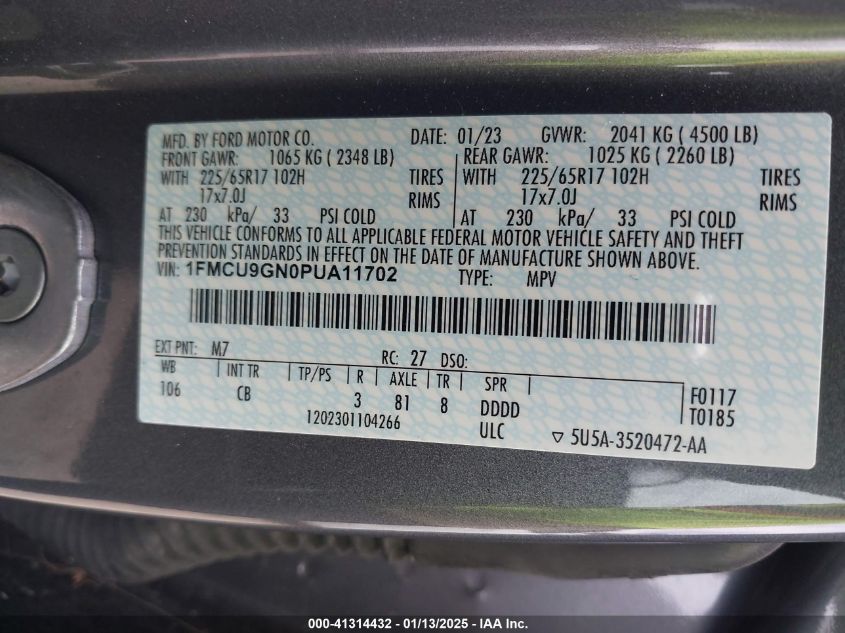 MFD. BY FORD MOTOR CO. DATE: 01/23 GVWR: 2041 KG ( 4500 LB)
FRONT GAWR: 1065 KG ( 2348 LB) REAR GAWR: 1025 KG ( 2260LB)
WITH 225/65R17 102H TIRES WITH 225/65R17 102H TIRES
17x7.0J RIMS 17x7.0J RIMS
AT 230 kPa/ 33 PSI COLD AT 230 kPa/ 33 PSI COLD
THIS VEHICLE CONFORMS TO ALL APPLICABLE FEDERAL MOTOR VEHICLE SAFETY AND THEFT
PREVENTION STANDARDS IN EFFECT ON THE DATE OF MANUFACTURE SHOWN ABOVE.
VIN: 1FMCU9GN0PUA11702 TYPE: MPV
EXT PNT: M7 RC: 27 DSO:
WB INT TR TP/PS R AXLE TR SPR F0117
106 CB 3 81 8 DDDD T0185
1202301104266 ULC ▽ 5U5A-3520472-AA
000-41314432 - 01/13/2025 - IAA Inc.